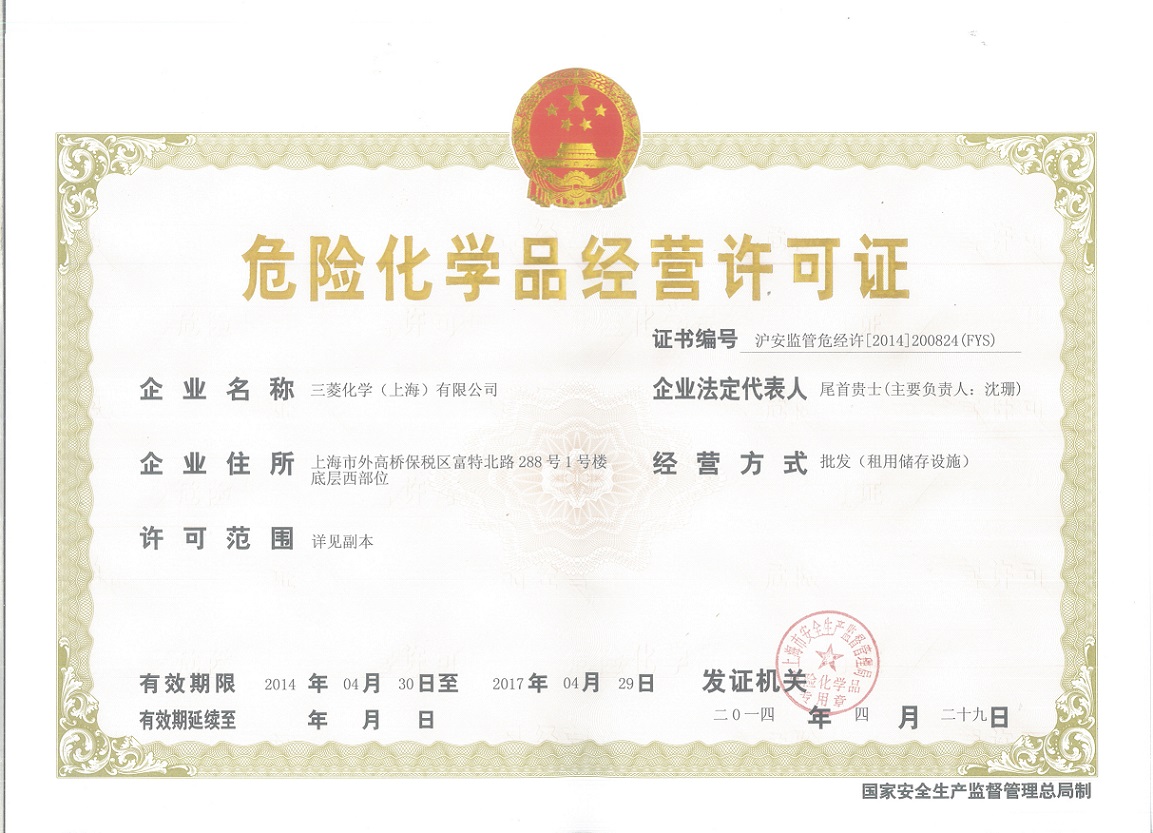 危险化学品经营许可证
证书编号 沪安监管危经许[2014]200824(FYS)
企业名称 三菱化学（上海）有限公司 企业法定代表人 尾首贵士(主要负责人：沈珊)
企业住所 上海市外高桥保税区富特北路288号1号楼 经营方式 批发（租用储存设施）
底层西部位
许可范围 详见副本
上海市安全生产监督管理局
危险化学品
专用章
有效期限 2014 年 04 月 30 日至 2017 年 04 月 29 日 发证机关
有效期延续至 年 月 日 二0一四 年 四 月 二十九 日
国家安全生产监督管理总局制